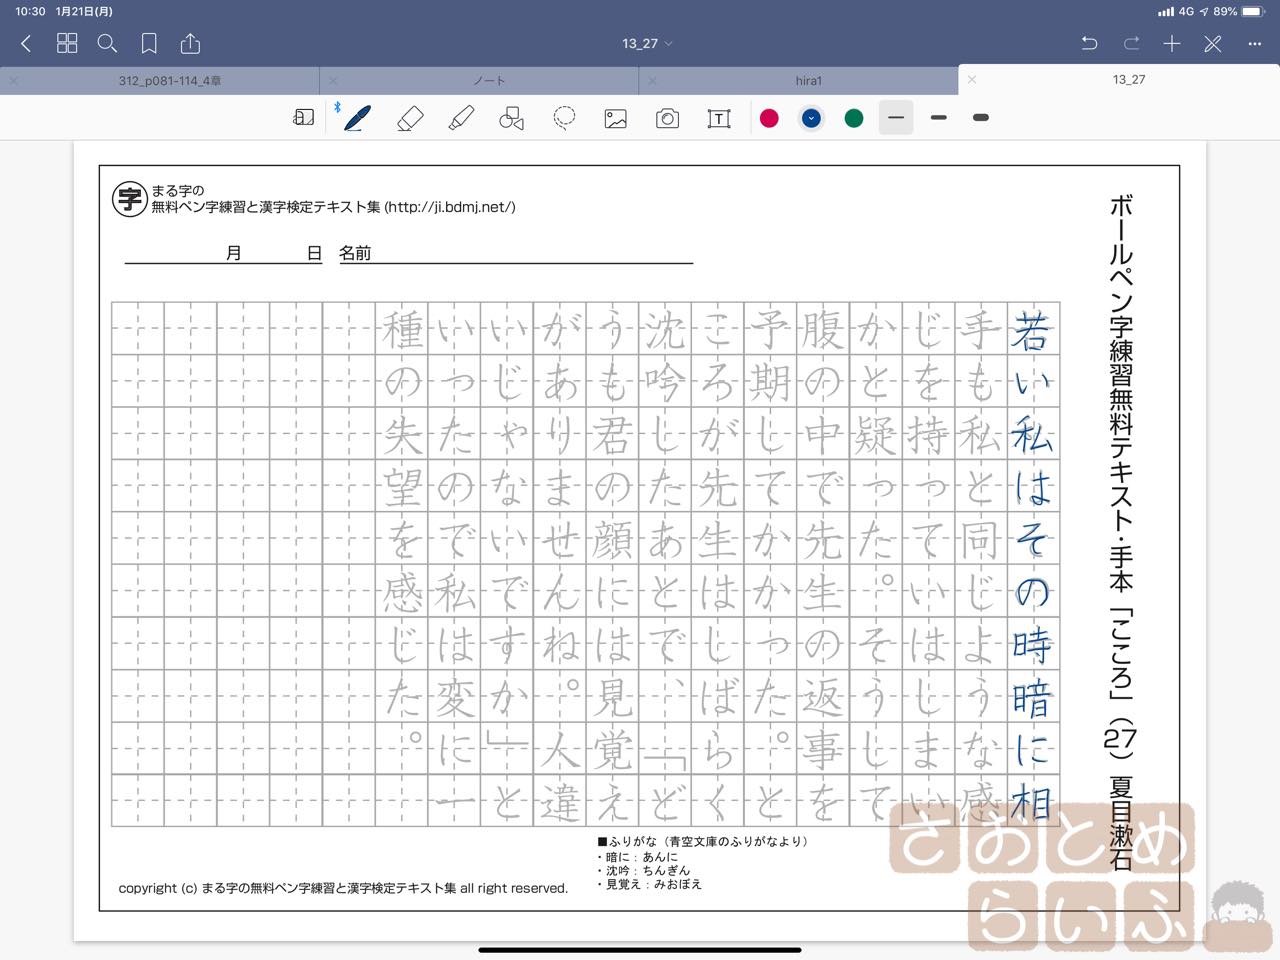 10:30 1月21日(月)
4G 89%
13_27
312_p081-114_4章
ノート
hira1
13_27
字
まる字の
無料ペン字練習と漢字検定テキスト集 (http://ji.bdmj.net/)
月 日 名前
ボールペン字練習無料テキスト・手本「こころ」(27) 夏目漱石
若い私はその時暗に相
手も私と同じような感
じを持っていはしまい
かと疑った。そうして
腹の中で先生の返事を
予期してかかった。と
ころが先生はしばらく
沈吟したあとで、「ど
うも君の顔には見覚え
がありませんね。人違
いじゃないですか」と
いったので私は変に一
種の失望を感じた。
■ふりがな（青空文庫のふりがなより）
・暗に：あんに
・沈吟：ちんぎん
・見覚え：みおぼえ
copyright (c) まる字の無料ペン字練習と漢字検定テキスト集 all right reserved.
さおとめ
らいふ